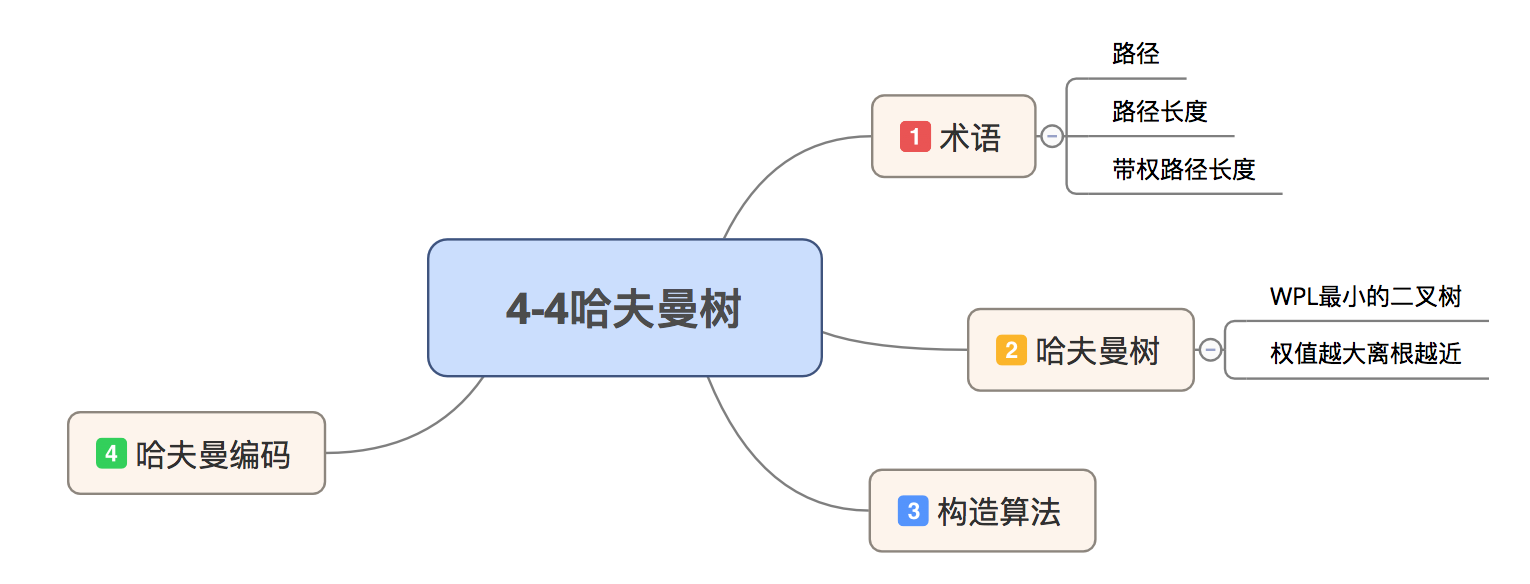 4-4哈夫曼树
1 术语
路径
路径长度
带权路径长度
2 哈夫曼树
WPL最小的二叉树
权值越大离根越近
3 构造算法
4 哈夫曼编码